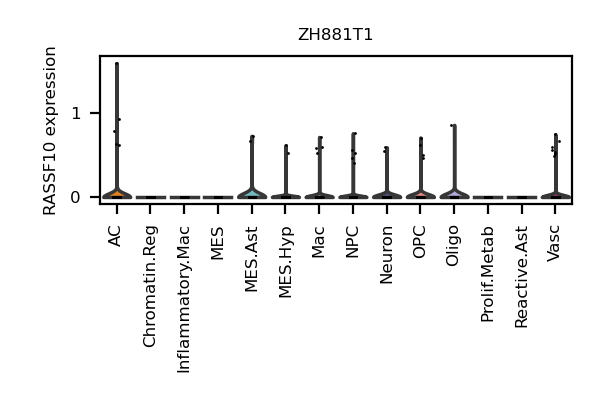 ZH881T1
RASSF10 expression
1
0
AC
Chromatin.Reg
Inflammatory.Mac
MES
MES.Ast
MES.Hyp
Mac
NPC
Neuron
OPC
Oligo
Prolif.Metab
Reactive.Ast
Vasc